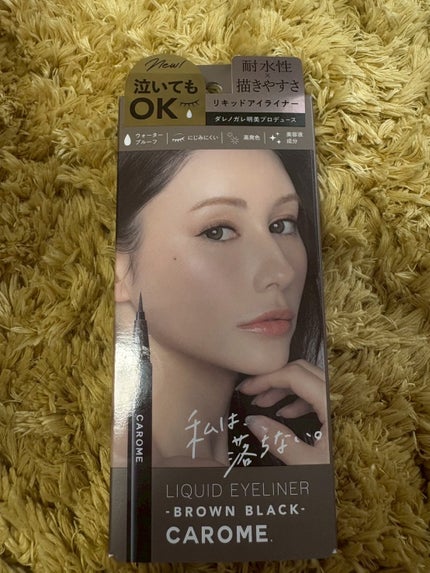 New!
泣いても
OK
耐水性
×
描きやすさ
リキッドアイライナー
ダレノガレ明美プロデュース
ウォーター
プルーフ
にじみにくい
高発色
美容液
成分
CAROME
私は、
落ちない。
LIQUID EYELINER
-BROWN BLACK-
CAROME.